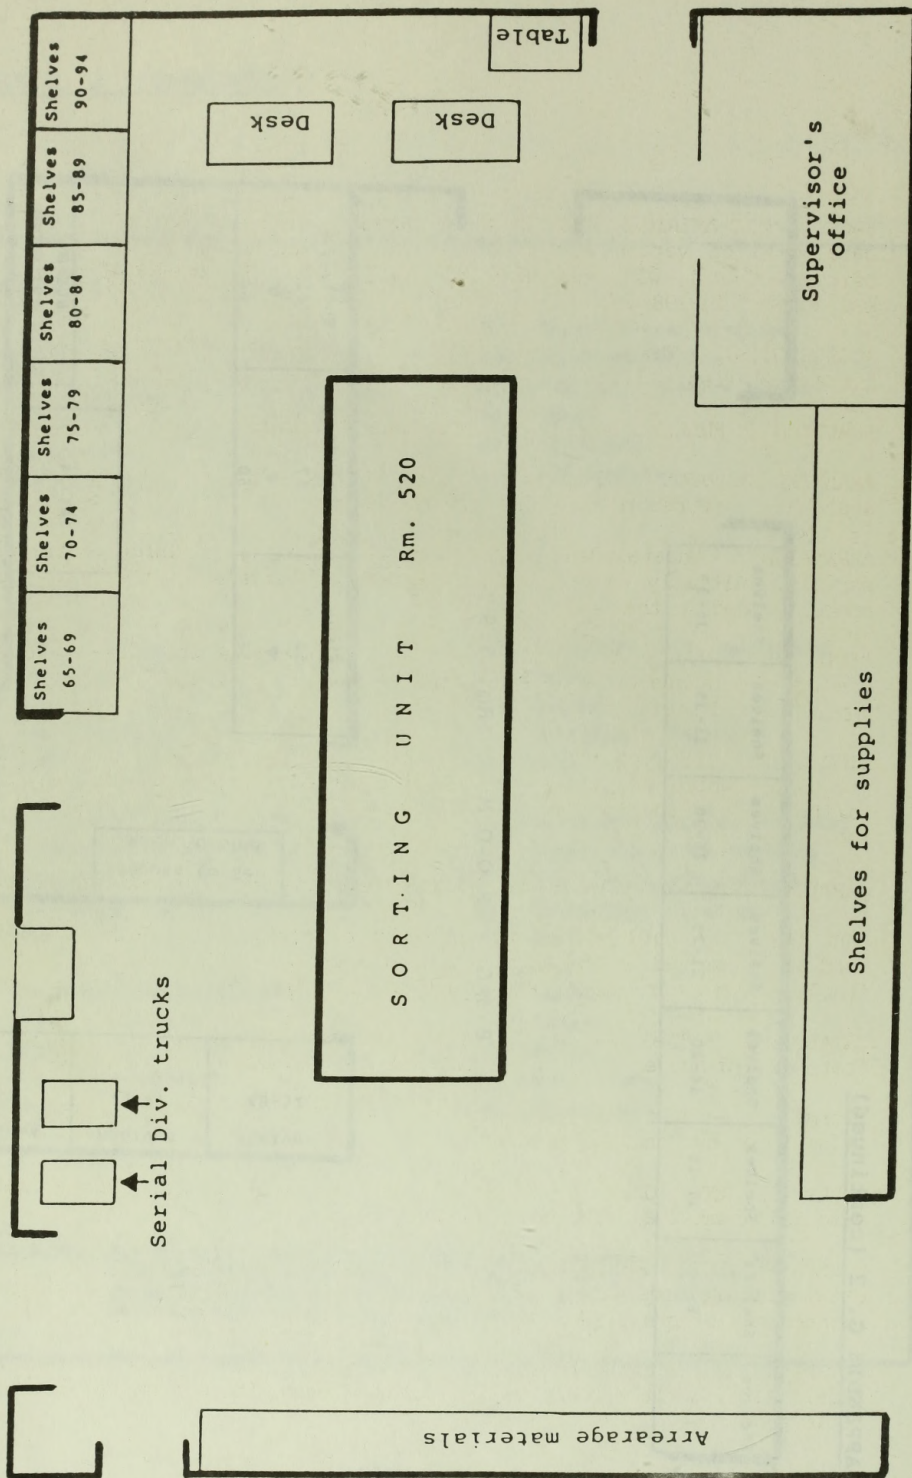 Shelves
65-69
Shelves
70-74
Shelves
75-79
Shelves
80-84
Shelves
85-89
Shelves
90-94
Serial Div. trucks
Desk
Desk
Table
SORTING UNIT Rm. 520
Supervisor's
office
Shelves for supplies
Arrearage materials